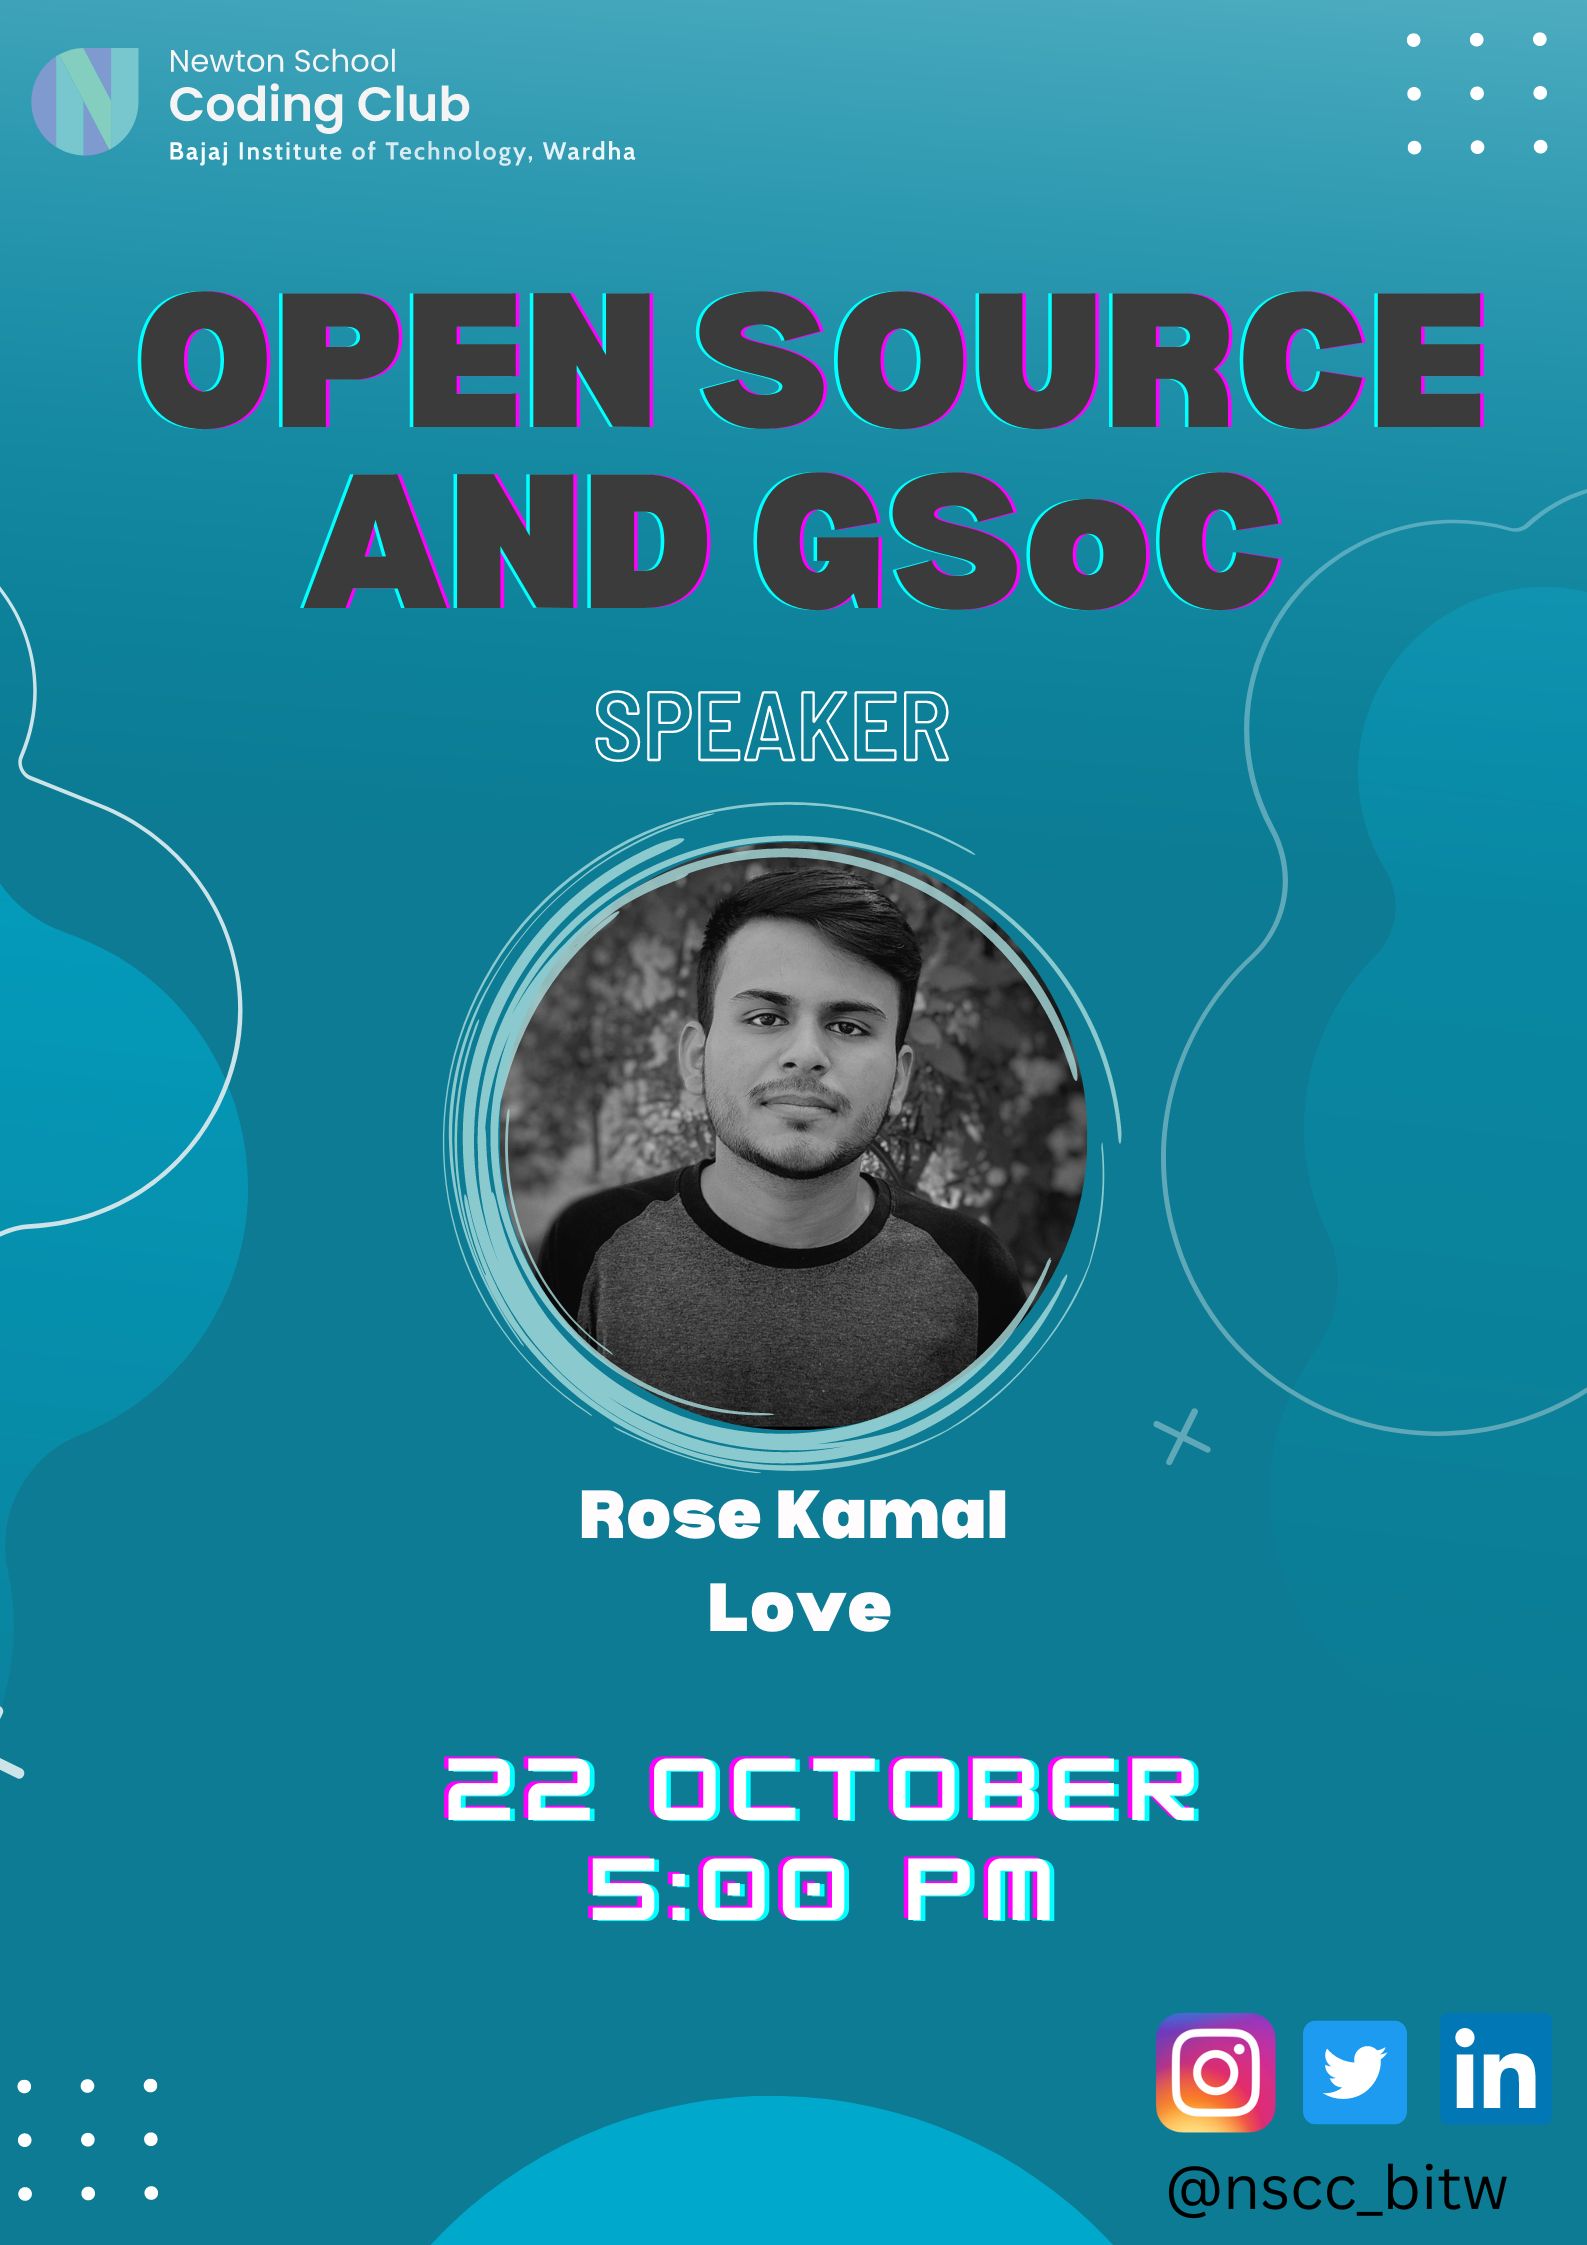 Newton School
Coding Club
Bajaj Institute of Technology, Wardha
OPEN SOURCE
AND GSoC
SPEAKER
Rose Kamal
Love
22 OCTOBER
5:00 PM
in
@nscc_bitw